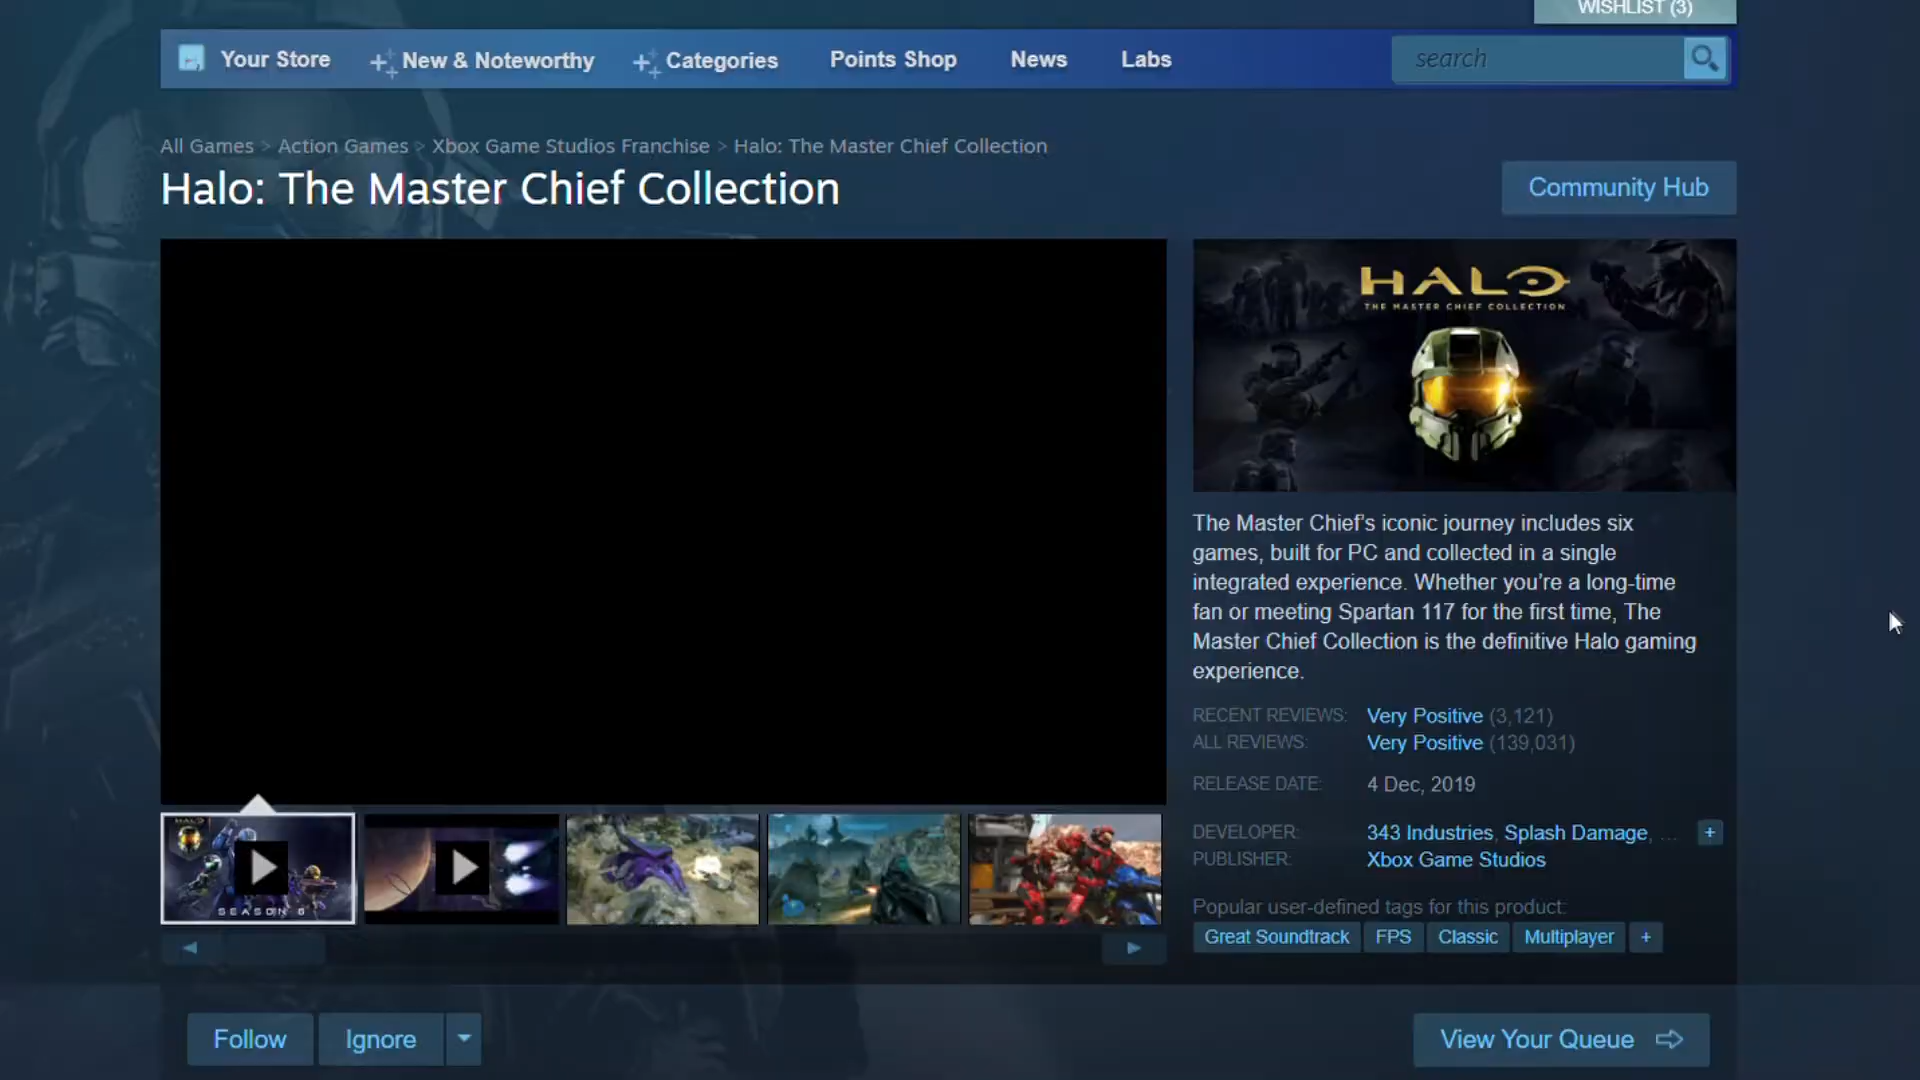 WISHLIST (3)
Your Store
New & Noteworthy
Categories
Points Shop
News
Labs
search
All Games > Action Games > Xbox Game Studios Franchise > Halo: The Master Chief Collection
Halo: The Master Chief Collection
Community Hub
HALO
THE MASTER CHIEF COLLECTION
The Master Chief’s iconic journey includes six
games, built for PC and collected in a single
integrated experience. Whether you’re a long-time
fan or meeting Spartan 117 for the first time, The
Master Chief Collection is the definitive Halo gaming
experience.
RECENT REVIEWS: Very Positive (3,121)
ALL REVIEWS: Very Positive (139,031)
RELEASE DATE: 4 Dec, 2019
DEVELOPER: 343 Industries, Splash Damage, ... +
PUBLISHER: Xbox Game Studios
Popular user-defined tags for this product:
Great Soundtrack FPS Classic Multiplayer +
HALO
SEASON 8
Follow
Ignore
View Your Queue